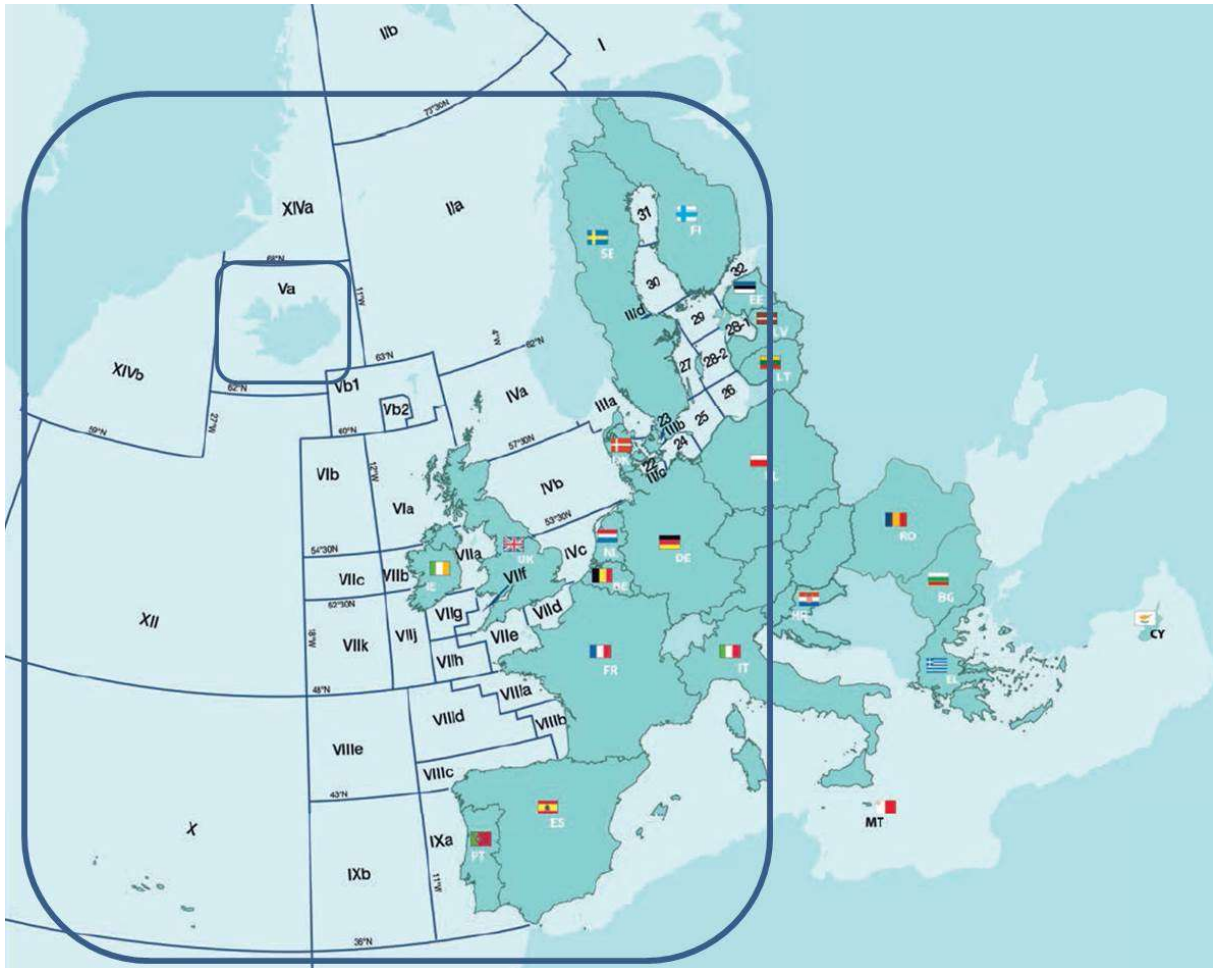 IIb
I
73°30N
XIVa
IIa
31
FI
SE
68°N
32
Va
30
EE
11°W
IIId
29
28-1
LV
4°W
62°N
63°N
27
28-2
LT
XIVb
62°N
Vb1
IVa
26
Vb2
IIIa
25
27°W
59°N
60°N
57°30N
23
IIIb
24
22
IIIc
VIb
12°W
IVb
VIa
53°30N
RO
54°30N
VIIa
UK
IVc
NL
DE
VIIc
VIIb
IE
VIIf
BE
BG
52°30N
VIIg
VIId
HR
XII
18°W
VIIk
VIIj
VIIe
CY
VIIh
FR
IT
EL
48°N
VIIIa
VIIId
VIIIb
VIIIe
VIIIc
43°N
ES
MT
X
IXa
PT
IXb
11°W
36°N